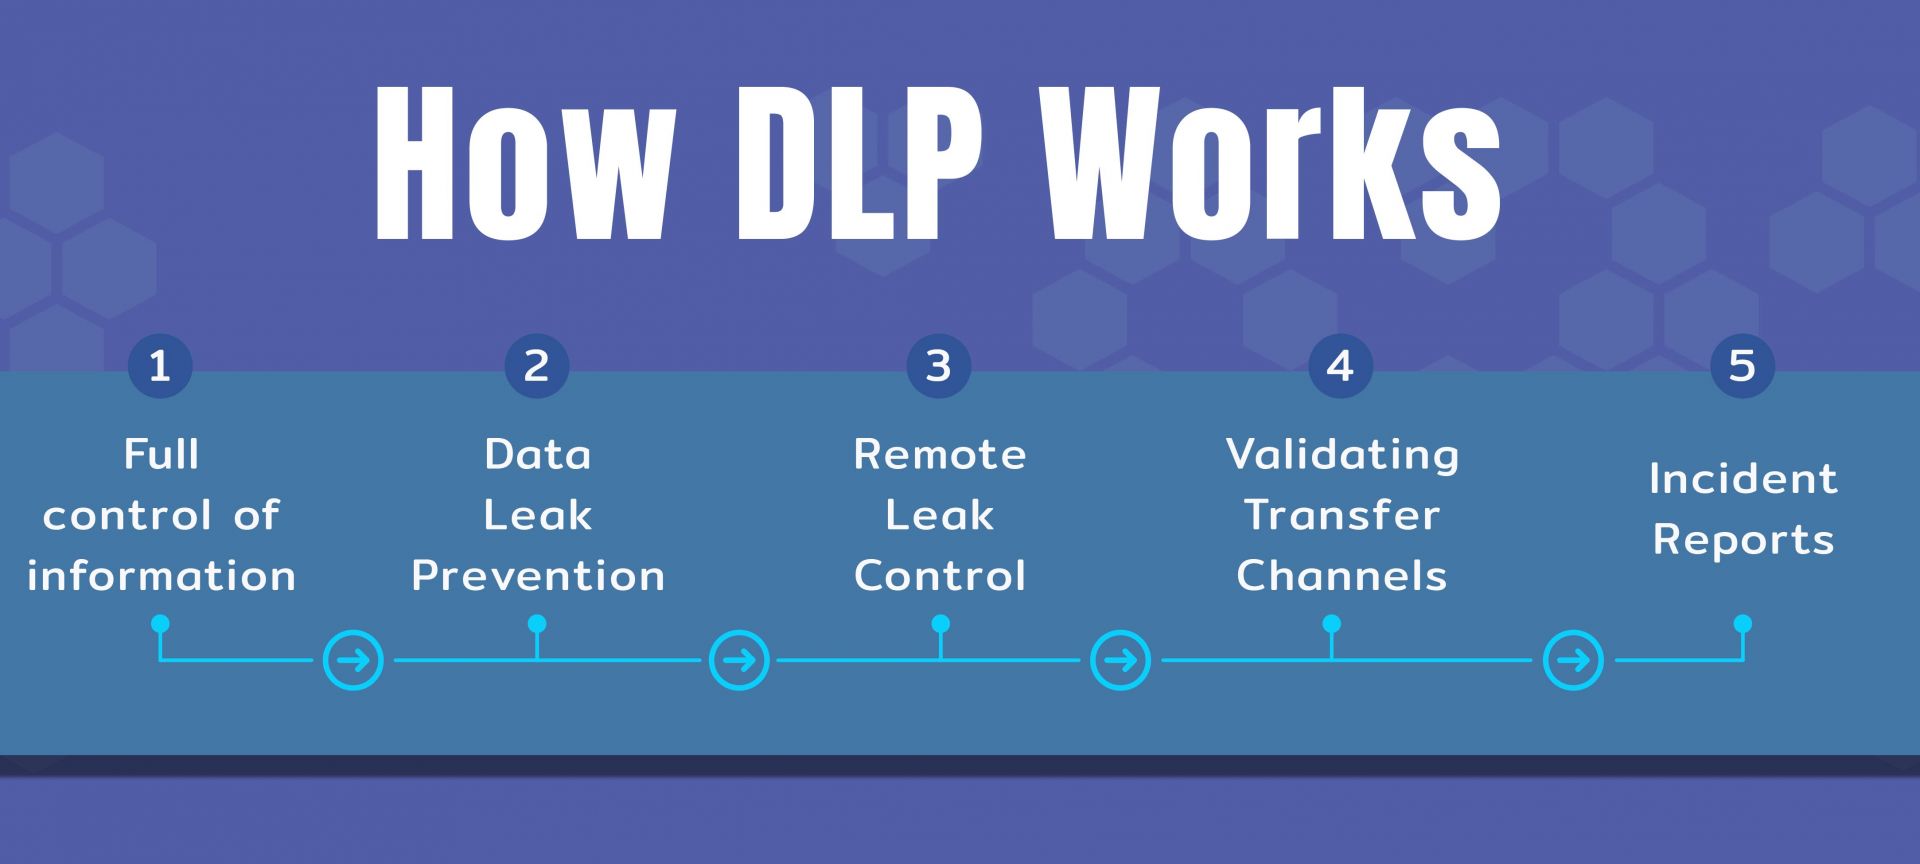 How DLP Works
1
Full
control of
information
2
Data
Leak
Prevention
3
Remote
Leak
Control
4
Validating
Transfer
Channels
5
Incident
Reports